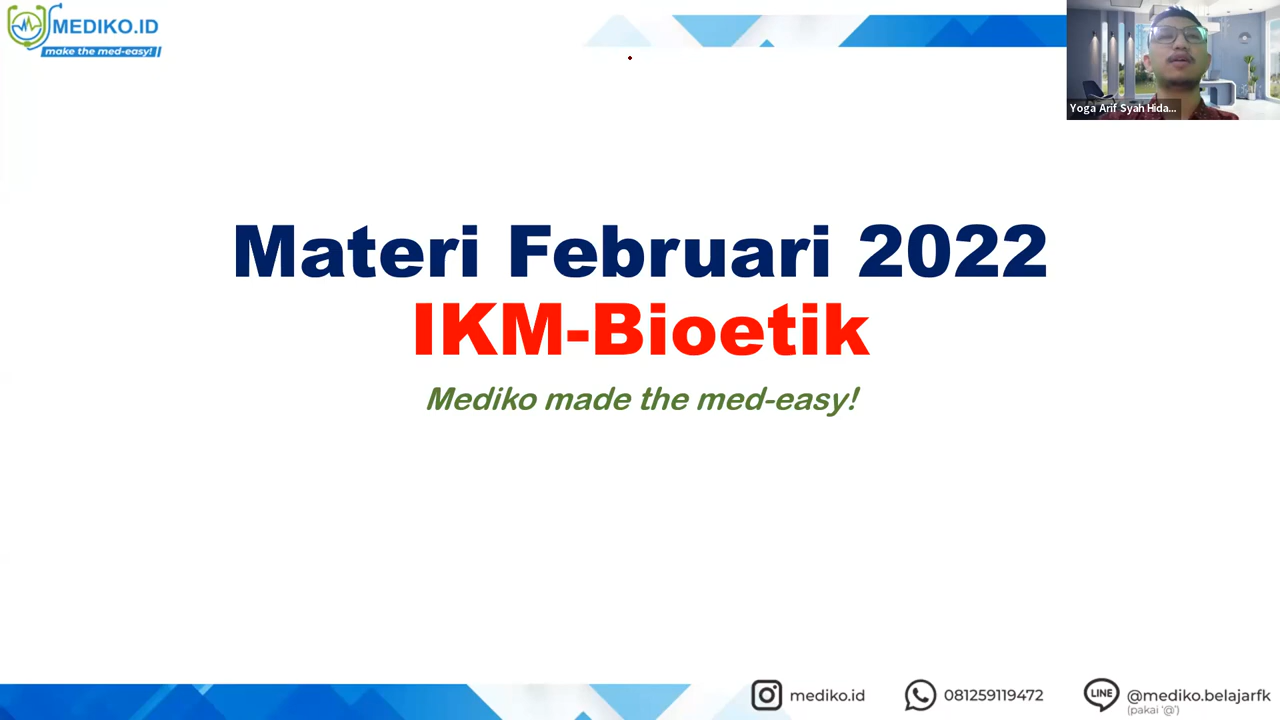 MEDIKO.ID
make the med-easy!
Yoga Arif Syah Hida...
Materi Februari 2022
IKM-Bioetik
Mediko made the med-easy!
mediko.id
081259119472
LINE
@mediko.belajarfk
(pakai '@')